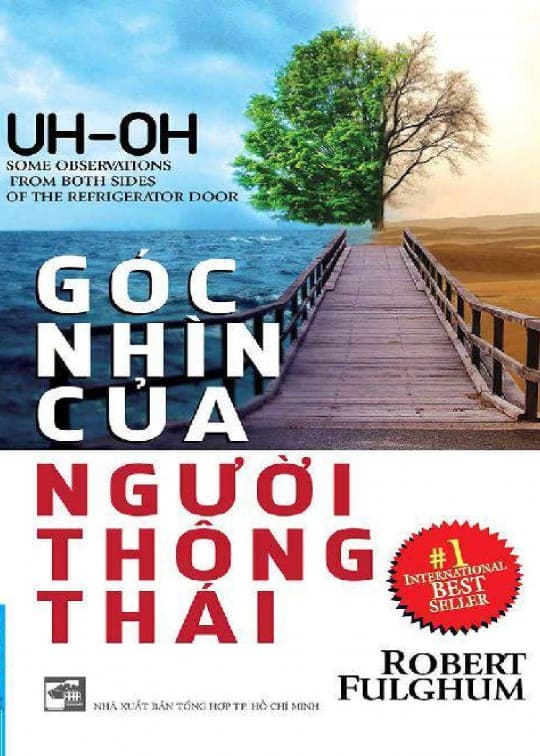 UH-OH
SOME OBSERVATIONS
FROM BOTH SIDES
OF THE REFRIGERATOR DOOR
GÓC
NHÌN
CỦA
NGƯỜI
THÔNG
THÁI
#1
INTERNATIONAL
BEST
SELLER
ROBERT
FULGHUM
NHÀ XUẤT BẢN TỔNG HỢP TP. HỒ CHÍ MINH